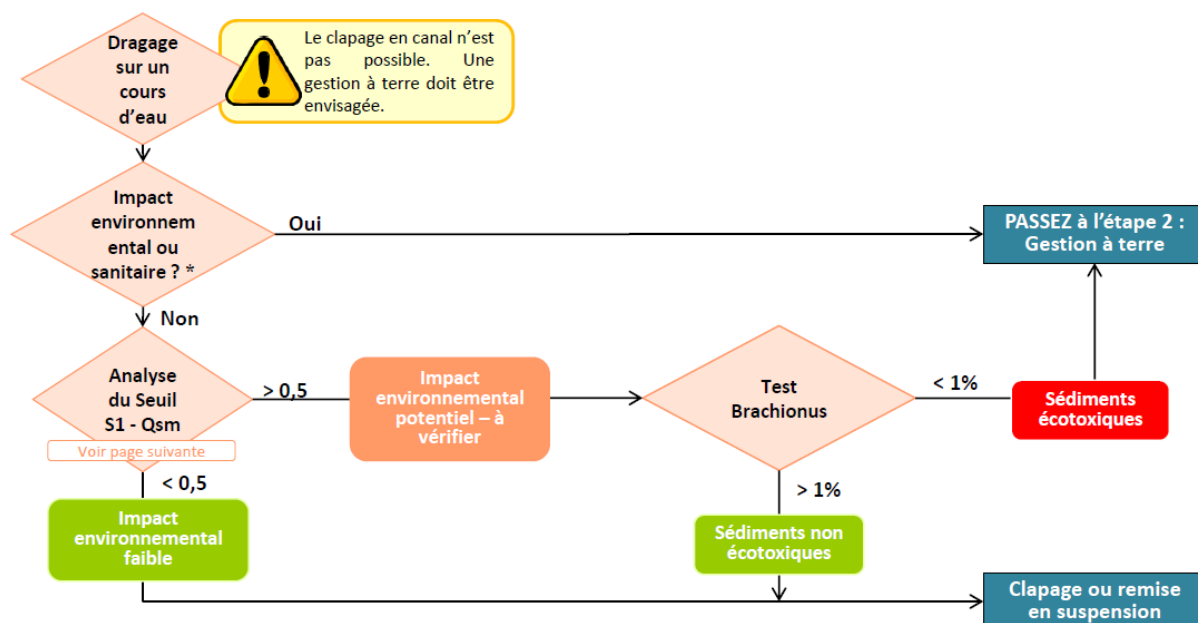 Dragage
sur un
cours
d’eau
Le clapage en canal n’est
pas possible. Une
gestion à terre doit être
envisagée.
Impact
environnem
ental ou
sanitaire ? *
Oui
PASSEZ à l’étape 2 :
Gestion à terre
Non
Analyse
du Seuil
S1 - Qsm
Voir page suivante
> 0,5
Impact
environnemental
potentiel – à
vérifier
Test
Brachionus
< 1%
Sédiments
écotoxiques
< 0,5
Impact
environnemental
faible
> 1%
Sédiments non
écotoxiques
Clapage ou remise
en suspension